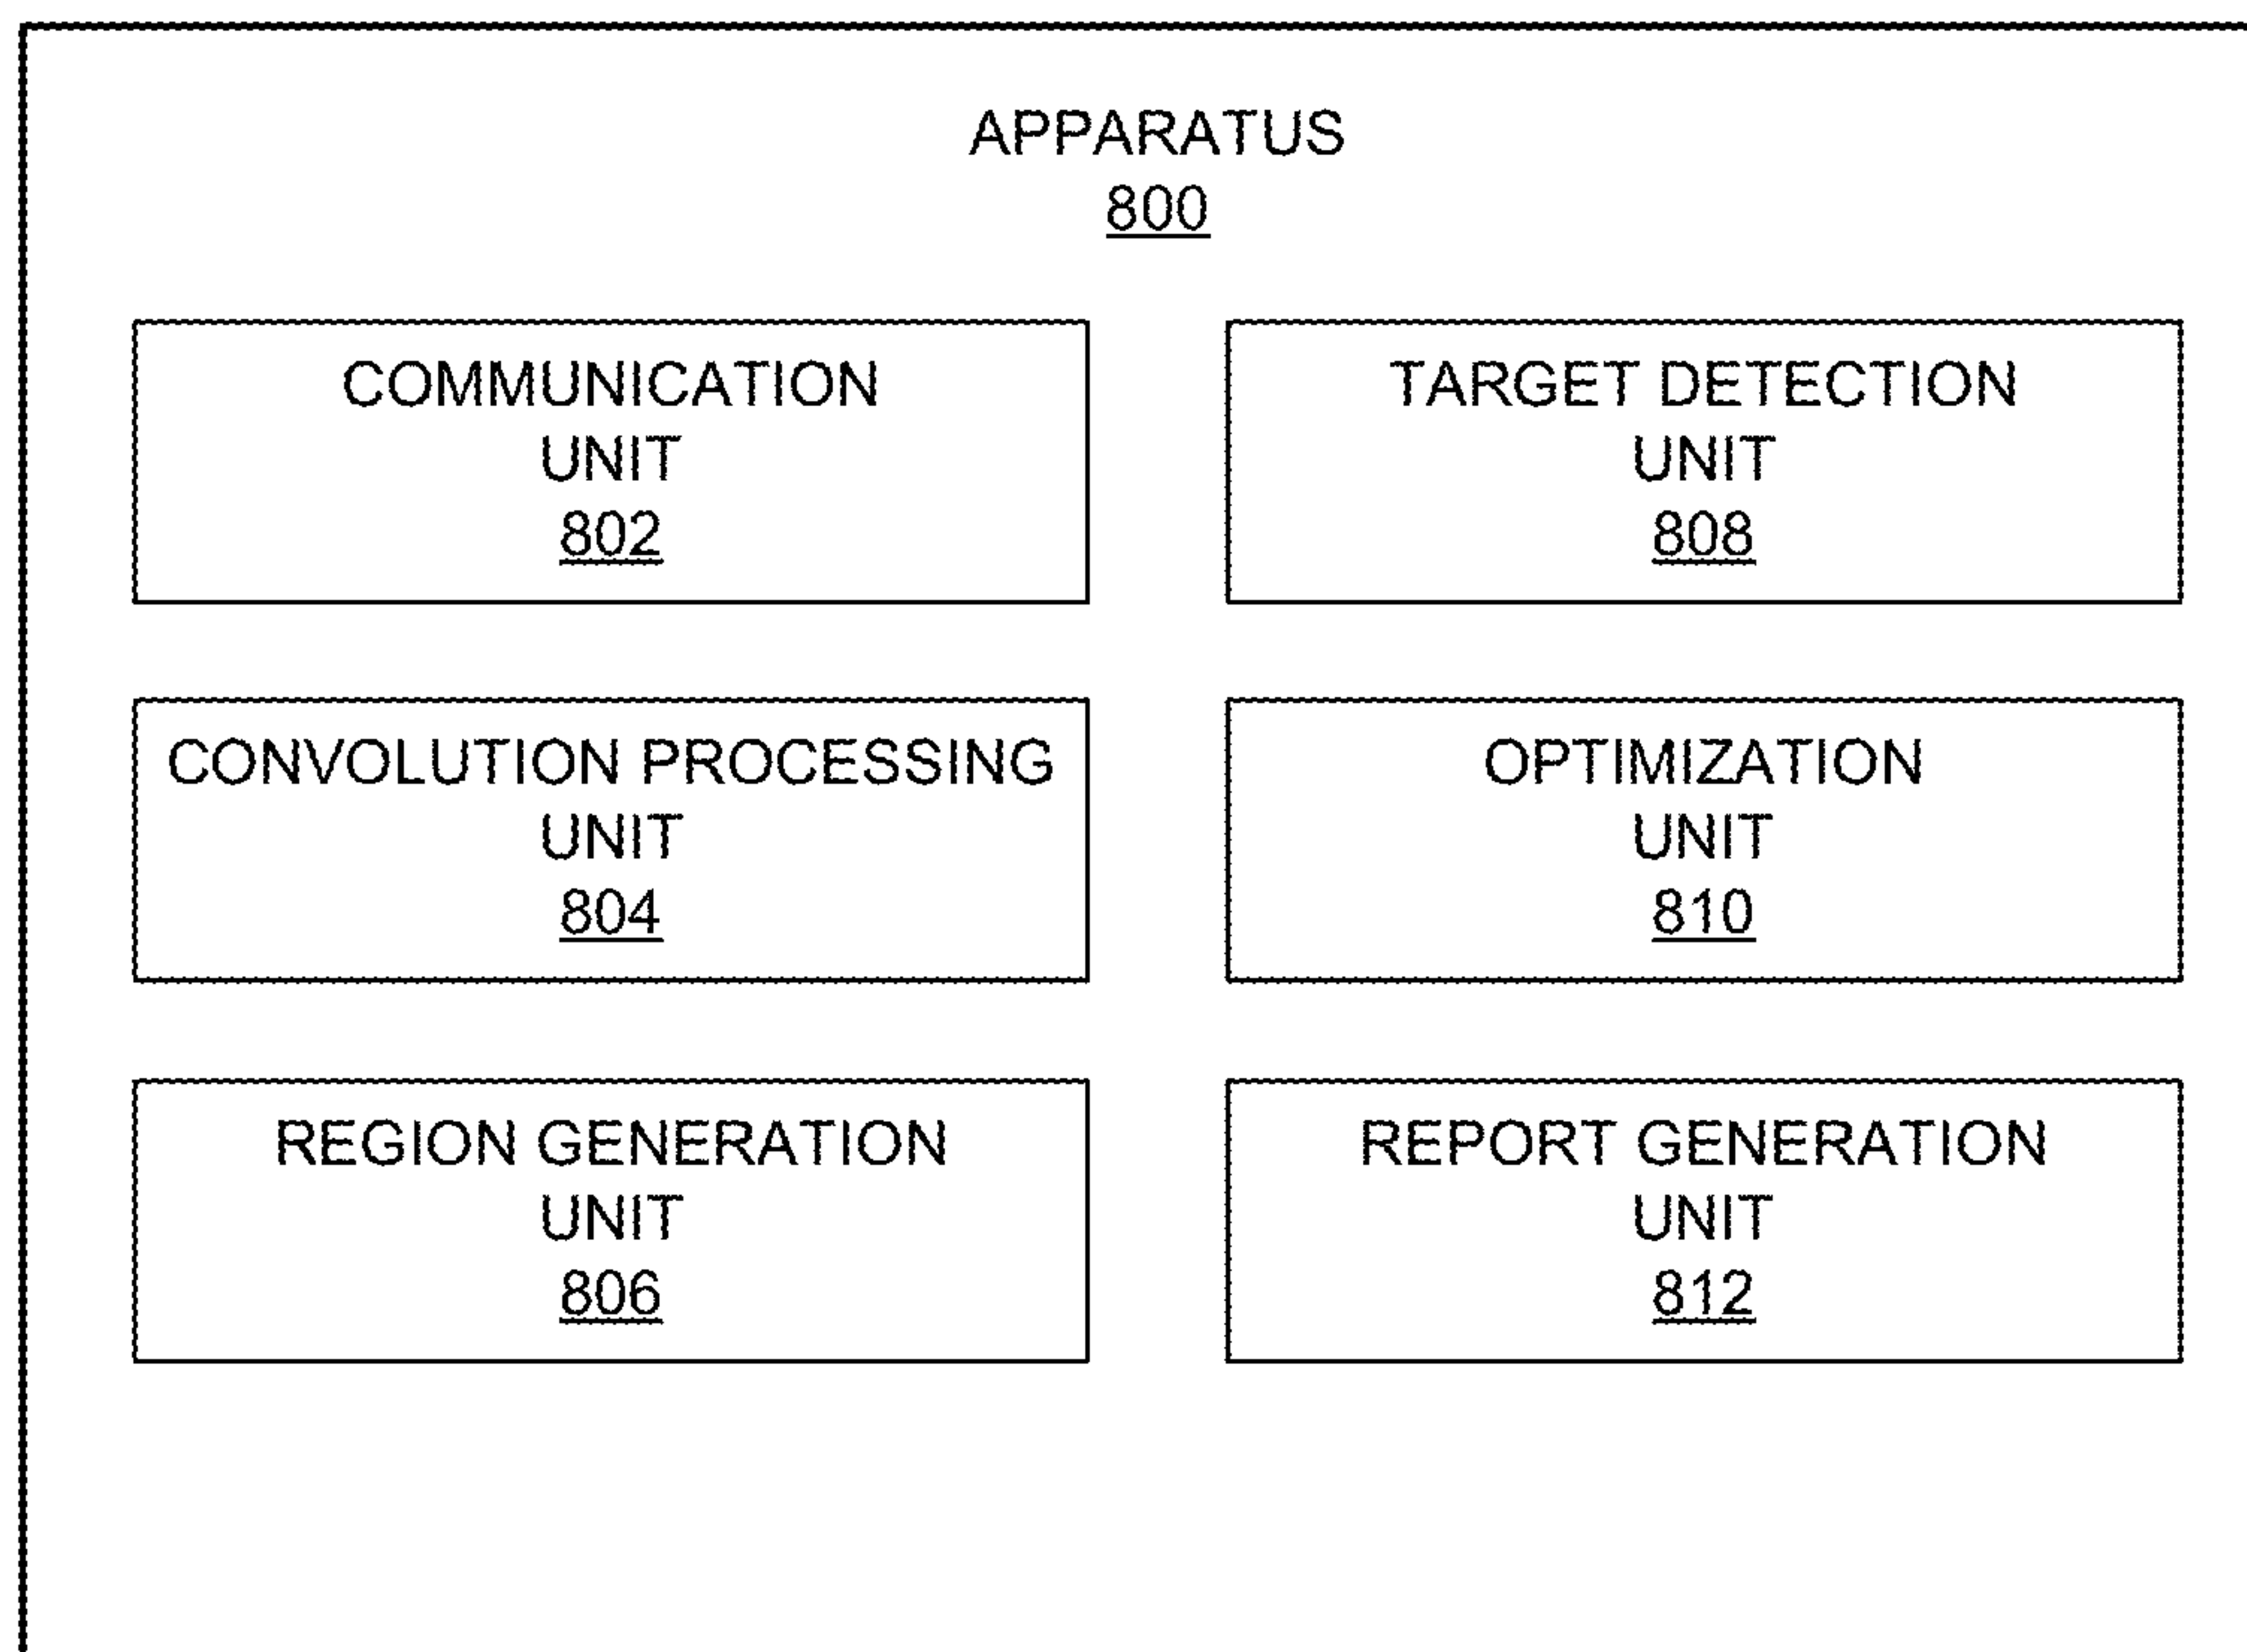 APPARATUS
800
COMMUNICATION
UNIT
802
TARGET DETECTION
UNIT
808
CONVOLUTION PROCESSING
UNIT
804
OPTIMIZATION
UNIT
810
REGION GENERATION
UNIT
806
REPORT GENERATION
UNIT
812